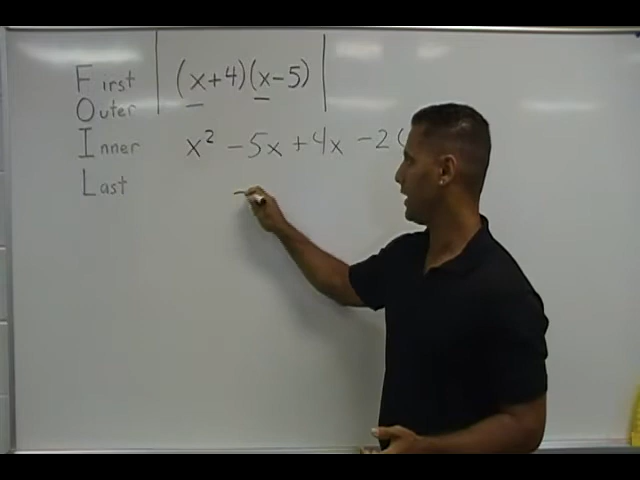 First (x+4)(x-5)
Outer
Inner x² - 5x + 4x - 2
Last -